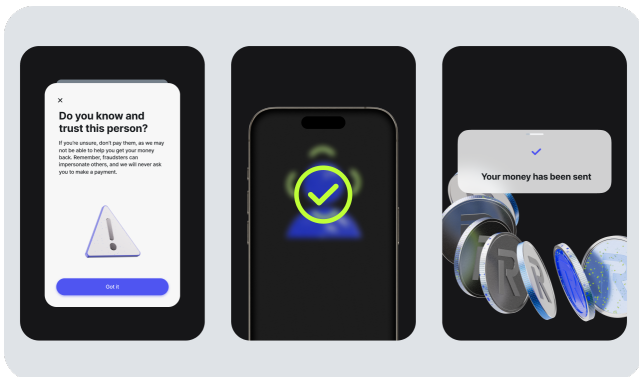 Do you know and
trust this person?
If you're unsure, don't pay them, as we may
not be able to help you get your money
back. Remember, fraudsters can
impersonate others, and we will never ask
you to make a payment.
Got it
Your money has been sent
R
R
R